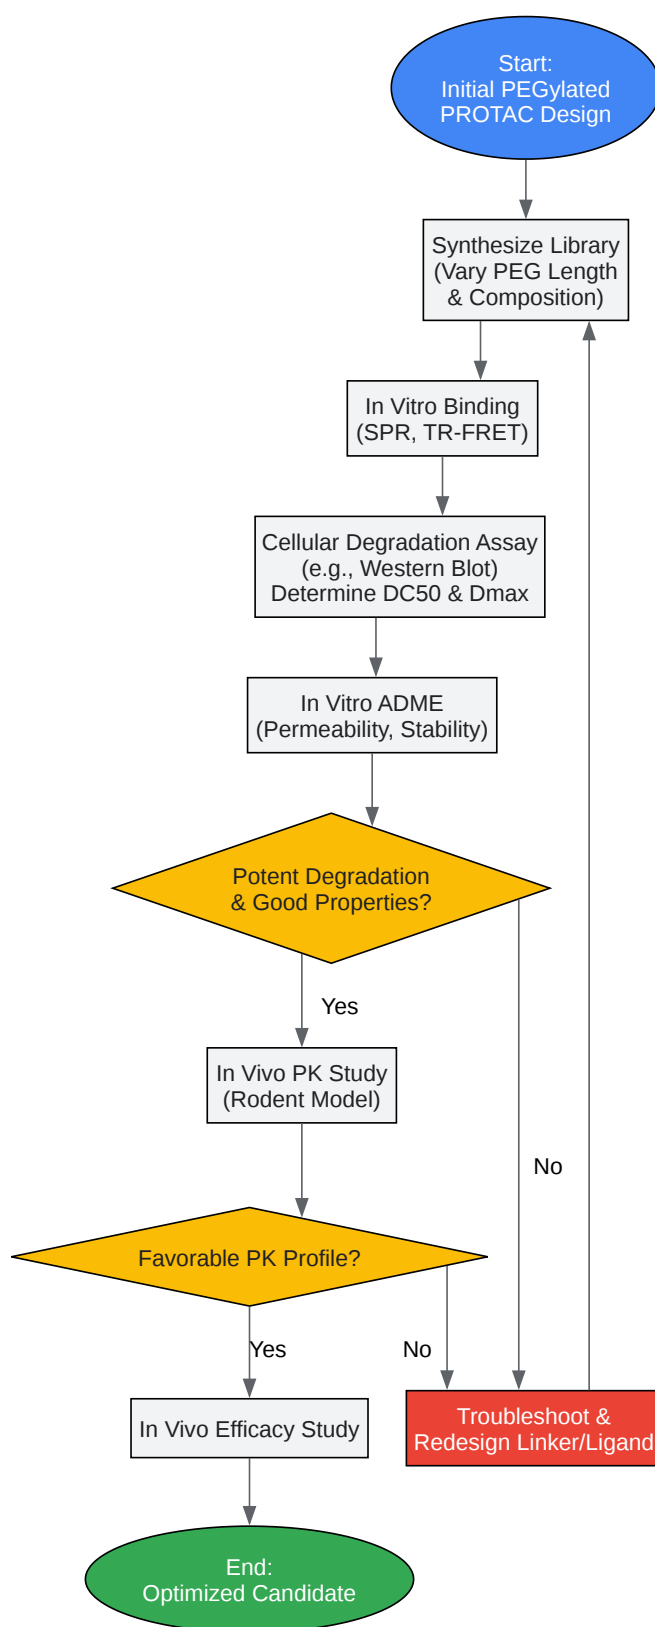 Start:
Initial PEGylated
PROTAC Design
Synthesize Library
(Vary PEG Length
& Composition)
In Vitro Binding
(SPR, TR-FRET)
Cellular Degradation Assay
(e.g., Western Blot)
Determine DC50 & Dmax
In Vitro ADME
(Permeability, Stability)
Potent Degradation
& Good Properties?
Yes
In Vivo PK Study
(Rodent Model)
No
Favorable PK Profile?
Yes
No
In Vivo Efficacy Study
Troubleshoot &
Redesign Linker/Ligand
End:
Optimized Candidate